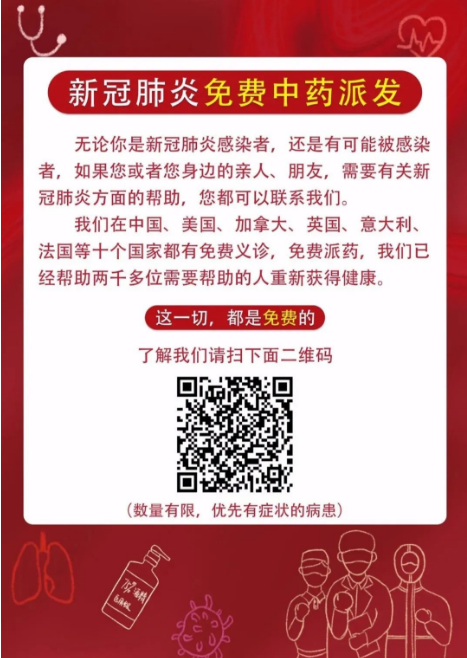 新冠肺炎免费中药派发
无论你是新冠肺炎感染者，还是有可能被感染
者，如果您或者您身边的亲人、朋友，需要有关新
冠肺炎方面的帮助，您都可以联系我们。
我们在中国、美国、加拿大、英国、意大利、
法国等十个国家都有免费义诊，免费派药，我们已
经帮助两千多位需要帮助的人重新获得健康。
这一切，都是免费的
了解我们请扫下面二维码
（数量有限，优先有症状的病患）